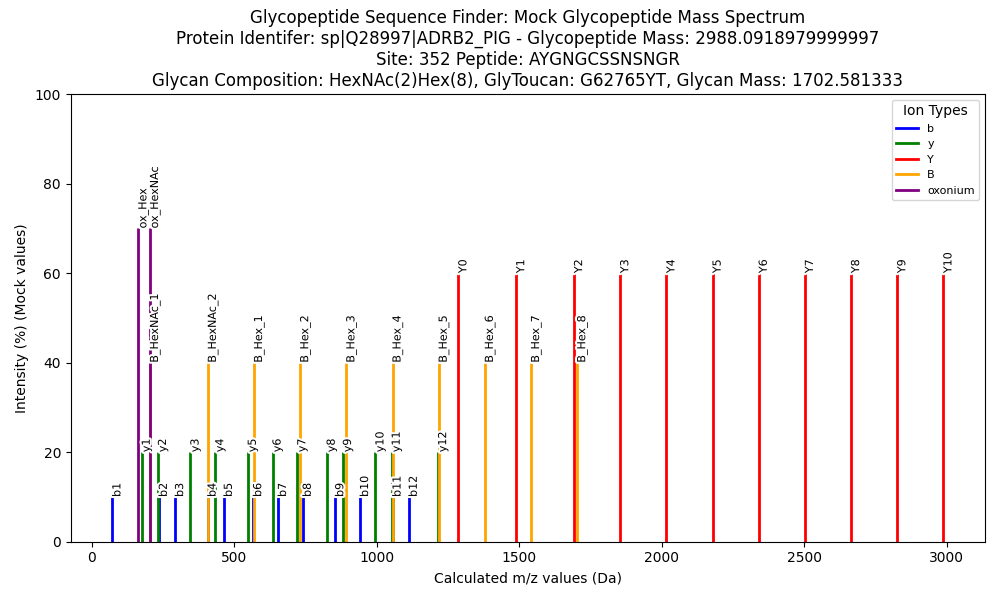 Glycopeptide Sequence Finder: Mock Glycopeptide Mass Spectrum
Protein Identifer: sp|Q28997|ADRB2_PIG - Glycopeptide Mass: 2988.0918979999997
Site: 352 Peptide: AYGNGCSSNSNGR
Glycan Composition: HexNAc(2)Hex(8), GlyToucan: G62765YT, Glycan Mass: 1702.581333
Intensity (%) (Mock values)
100
80
60
40
20
0
Ion Types
b
y
Y
B
oxonium
ox_Hex
ox_HexNAc
Y0
Y1
Y2
Y3
Y4
Y5
Y6
Y7
Y8
Y9
Y10
B_HexNAc_1
B_HexNAc_2
B_Hex_1
B_Hex_2
B_Hex_3
B_Hex_4
B_Hex_5
B_Hex_6
B_Hex_7
B_Hex_8
y1
y2
y3
y4
y5
y6
y7
y8
y9
y10
y11
y12
b1
b2
b3
b4
b5
b6
b7
b8
b9
b10
b11
b12
0
500
1000
1500
2000
2500
3000
Calculated m/z values (Da)